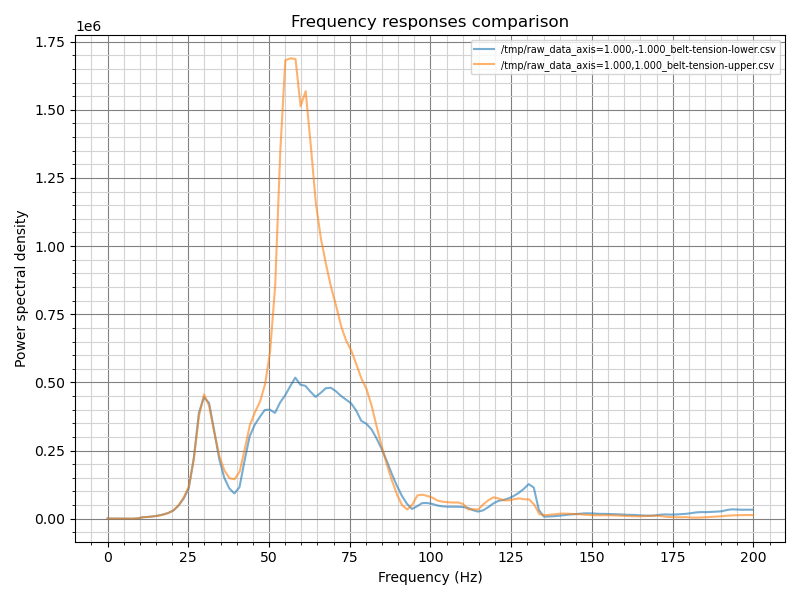 Frequency responses comparison
1e6
/tmp/raw_data_axis=1.000,-1.000_belt-tension-lower.csv
/tmp/raw_data_axis=1.000,1.000_belt-tension-upper.csv
1.75
1.50
1.25
1.00
0.75
0.50
0.25
0.00
Power spectral density
0 25 50 75 100 125 150 175 200
Frequency (Hz)